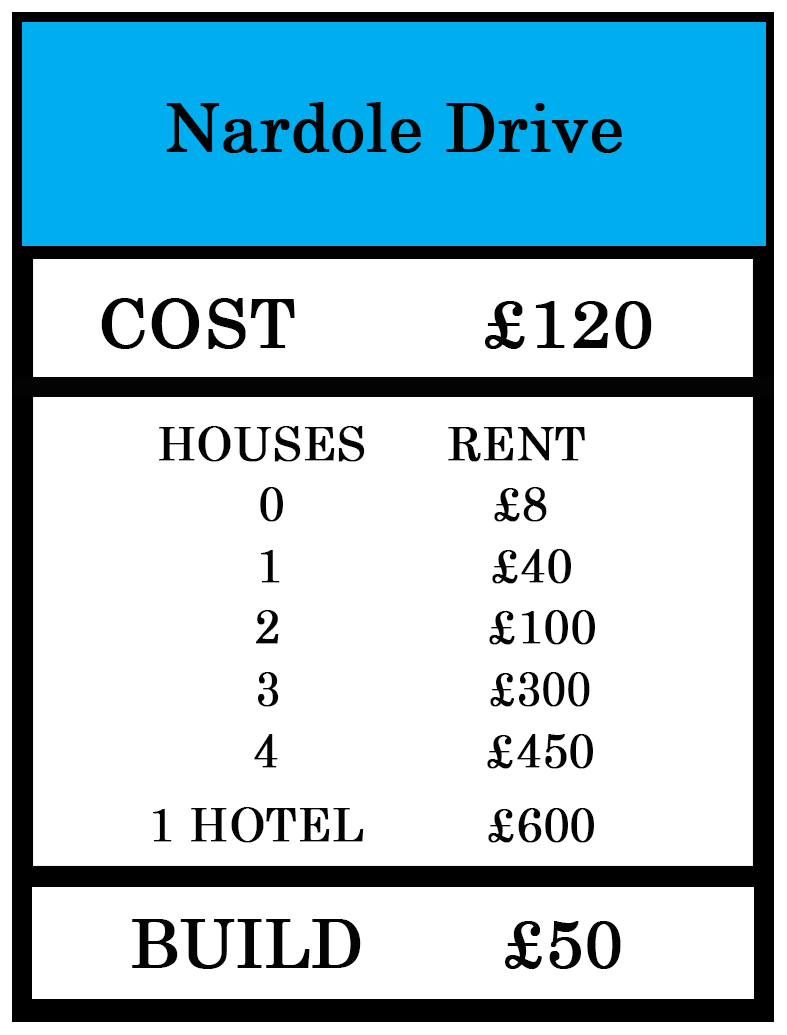 Nardole Drive
COST £120
HOUSES RENT
0 £8
1 £40
2 £100
3 £300
4 £450
1 HOTEL £600
BUILD £50